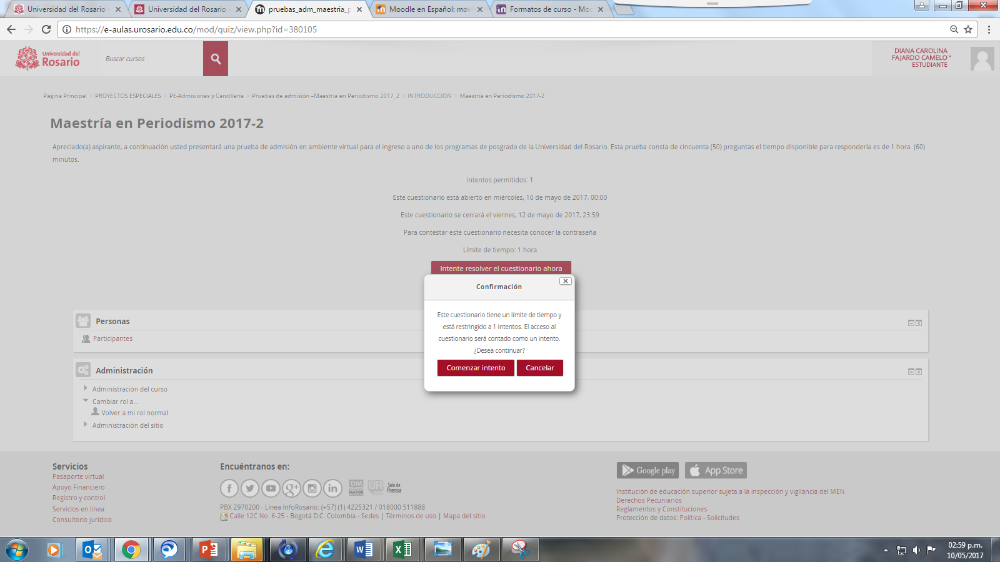 Universidad del Rosario -
Universidad del Rosario -
pruebas_adm_maestria_p
Moodle en Español: mov
Formatos de curso - Moo
https://e-aulas.urosario.edu.co/mod/quiz/view.php?id=380105
Universidad del
Rosario
Buscar cursos
DIANA CAROLINA
FAJARDO CAMELO
ESTUDIANTE
Página Principal › PROYECTOS ESPECIALES › PE-Admisiones y Cancillería › Pruebas de admisión –Maestría en Periodismo 2017_2 › INTRODUCCIÓN › Maestría en Periodismo 2017-2
Maestría en Periodismo 2017-2
Apreciado(a) aspirante, a continuación usted presentará una prueba de admisión en ambiente virtual para el ingreso a uno de los programas de posgrado de la Universidad del Rosario. Esta prueba consta de cincuenta (50) preguntas el tiempo disponible para responderla es de 1 hora (60)
minutos.
Intentos permitidos: 1
Este cuestionario está abierto en miércoles, 10 de mayo de 2017, 00:00
Este cuestionario se cerrará el viernes, 12 de mayo de 2017, 23:59
Para contestar este cuestionario necesita conocer la contraseña
Límite de tiempo: 1 hora
Intente resolver el cuestionario ahora
Confirmación
Este cuestionario tiene un límite de tiempo y
está restringido a 1 intentos. El acceso al
cuestionario será contado como un intento.
¿Desea continuar?
Comenzar intento
Cancelar
Personas
Participantes
Administración
Administración del curso
Cambiar rol a...
Volver a mi rol normal
Administración del sitio
Servicios
Pasaporte virtual
Apoyo Financiero
Registro y control
Servicios en línea
Consultorio jurídico
Encuéntranos en:
DM
MAYOR
UR
Sala de
Prensa
PBX 2970200 - Línea InfoRosario: (+57) (1) 4225321 / 018000 511888
Calle 12C No. 6-25 - Bogotá D.C. Colombia - Sedes | Términos de uso | Mapa del sitio
Google play
App Store
Institución de educación superior sujeta a la inspección y vigilancia del MEN
Derechos Pecuniarios
Reglamentos y Constituciones
Protección de datos: Política - Solicitudes
02:59 p.m.
10/05/2017